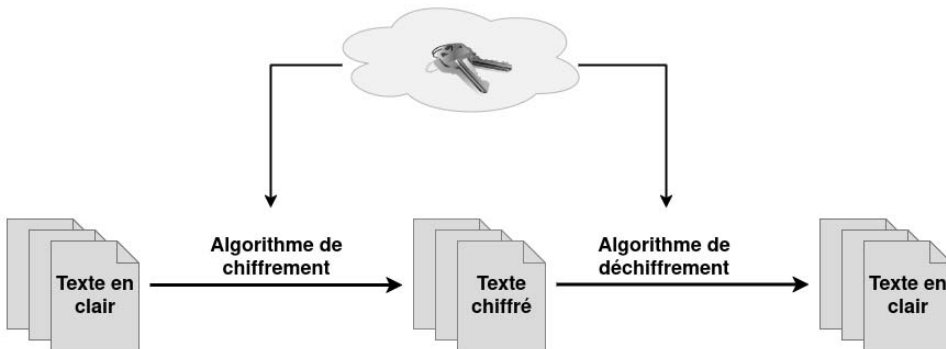 Algorithme de
chiffrement
Algorithme de
déchiffrement
Texte en
clair
Texte
chiffré
Texte en
clair